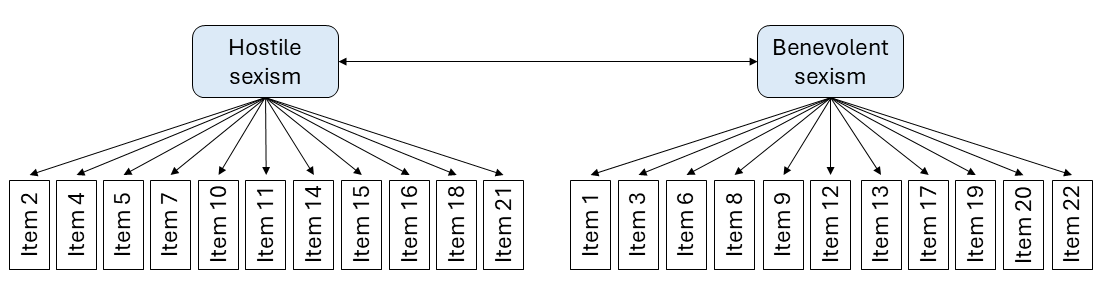 Hostile
sexism
Benevolent
sexism
Item 2
Item 4
Item 5
Item 7
Item 10
Item 11
Item 14
Item 15
Item 16
Item 18
Item 21
Item 1
Item 3
Item 6
Item 8
Item 9
Item 12
Item 13
Item 17
Item 19
Item 20
Item 22